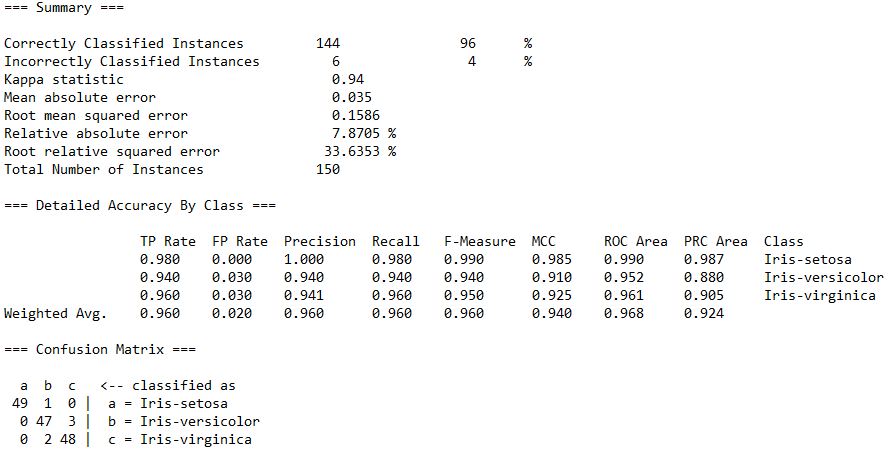 === Summary ===
Correctly Classified Instances 144 96 %
Incorrectly Classified Instances 6 4 %
Kappa statistic 0.94
Mean absolute error 0.035
Root mean squared error 0.1586
Relative absolute error 7.8705 %
Root relative squared error 33.6353 %
Total Number of Instances 150
=== Detailed Accuracy By Class ===
TP Rate FP Rate Precision Recall F-Measure MCC ROC Area PRC Area Class
0.980 0.000 1.000 0.980 0.990 0.985 0.990 0.987 Iris-setosa
0.940 0.030 0.940 0.940 0.940 0.910 0.952 0.880 Iris-versicolor
0.960 0.030 0.941 0.960 0.950 0.925 0.961 0.905 Iris-virginica
Weighted Avg. 0.960 0.020 0.960 0.960 0.960 0.940 0.968 0.924
=== Confusion Matrix ===
a b c <-- classified as
49 1 0 | a = Iris-setosa
0 47 3 | b = Iris-versicolor
0 2 48 | c = Iris-virginica